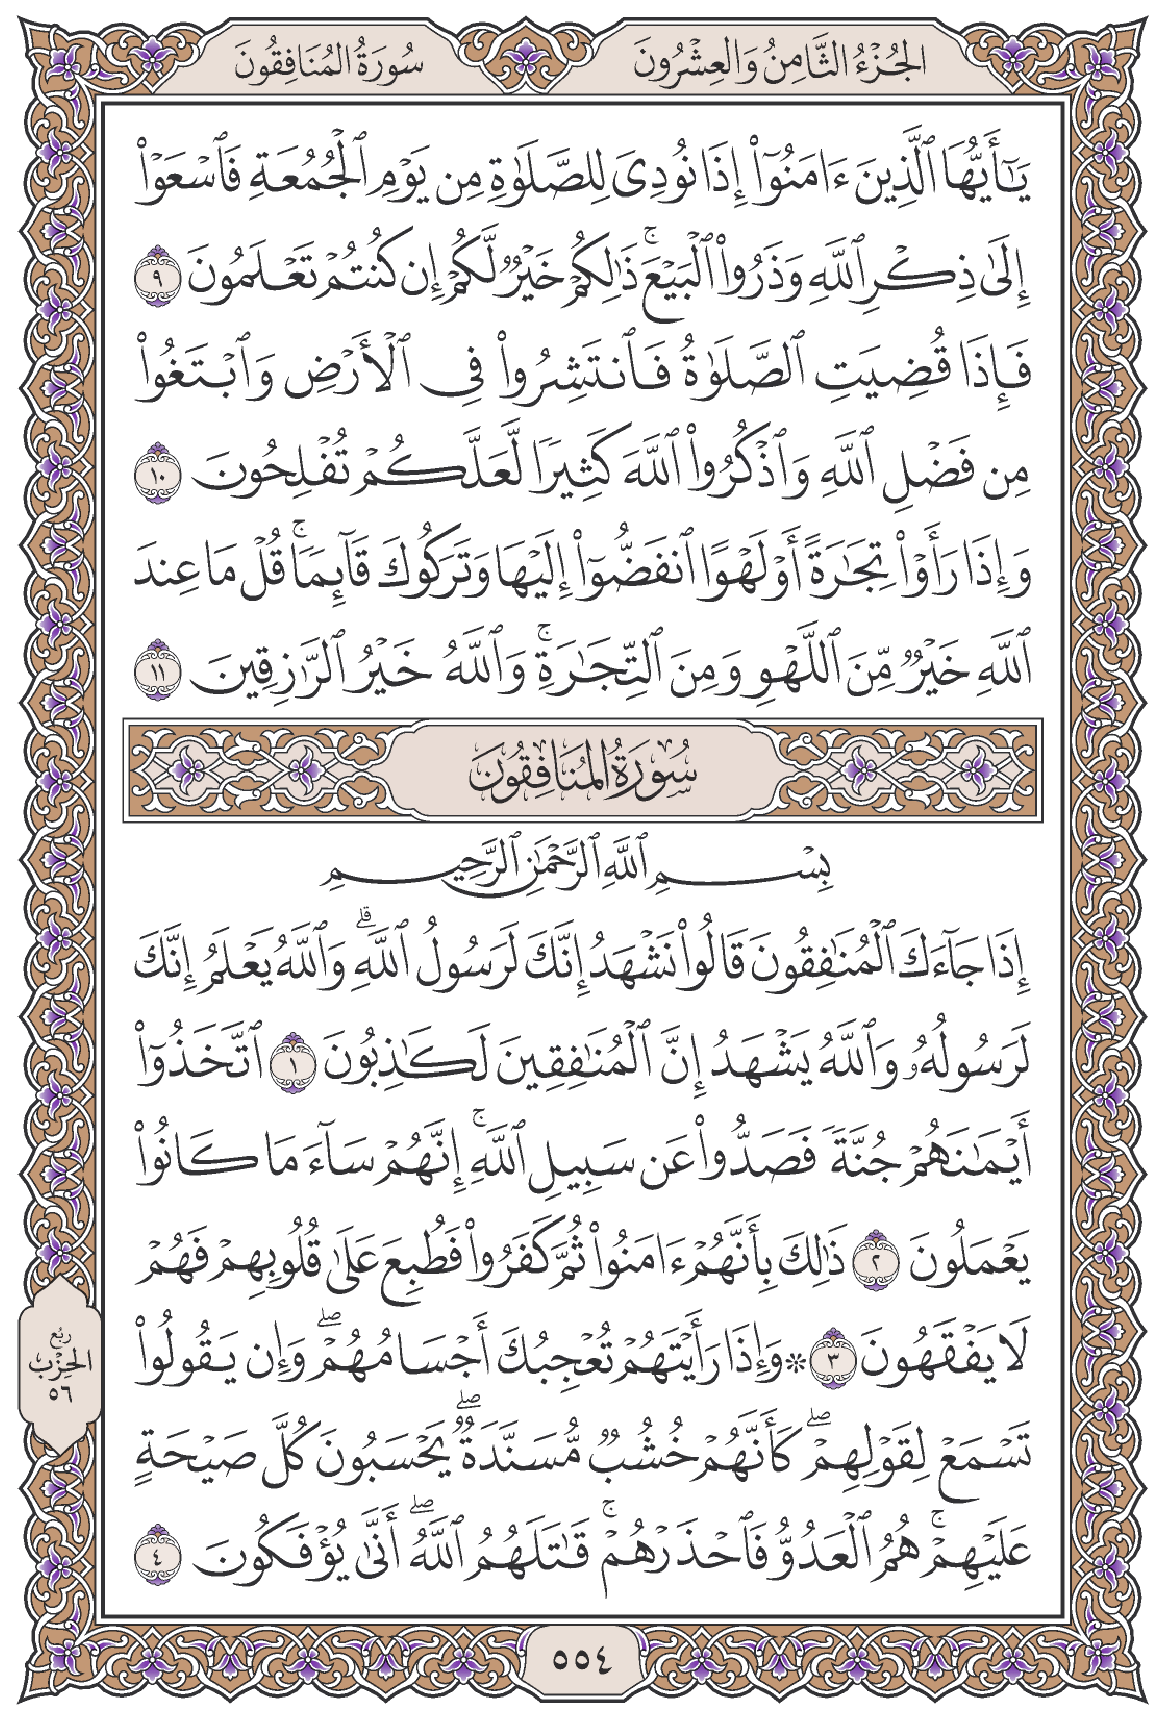 الجُزْءُ الثَّامِنُ وَالعِشْرُونَ
سُورَةُ المُنَافِقُونَ
يَٰٓأَيُّهَا ٱلَّذِينَ ءَامَنُوٓا۟ إِذَا نُودِىَ لِلصَّلَوٰةِ مِن يَوْمِ ٱلْجُمُعَةِ فَٱسْعَوْا۟
إِلَىٰ ذِكْرِ ٱللَّهِ وَذَرُوا۟ ٱلْبَيْعَ ۚ ذَٰلِكُمْ خَيْرٌ لَّكُمْ إِن كُنتُمْ تَعْلَمُونَ ٩
فَإِذَا قُضِيَتِ ٱلصَّلَوٰةُ فَٱنتَشِرُوا۟ فِى ٱلْأَرْضِ وَٱبْتَغُوا۟
مِن فَضْلِ ٱللَّهِ وَٱذْكُرُوا۟ ٱللَّهَ كَثِيرًا لَّعَلَّكُمْ تُفْلِحُونَ ١٠
وَإِذَا رَأَوْا۟ تِجَٰرَةً أَوْ لَهْوًا ٱنفَضُّوٓا۟ إِلَيْهَا وَتَرَكُوكَ قَآئِمًا ۚ قُلْ مَا عِندَ
ٱللَّهِ خَيْرٌ مِّنَ ٱللَّهْوِ وَمِنَ ٱلتِّجَٰرَةِ ۚ وَٱللَّهُ خَيْرُ ٱلرَّٰزِقِينَ ١١
سُورَةُ المُنَافِقُونَ
بِسْمِ ٱللَّهِ ٱلرَّحْمَٰنِ ٱلرَّحِيمِ
إِذَا جَآءَكَ ٱلْمُنَٰفِقُونَ قَالُوا۟ نَشْهَدُ إِنَّكَ لَرَسُولُ ٱللَّهِ ۗ وَٱللَّهُ يَعْلَمُ إِنَّكَ
لَرَسُولُهُۥ وَٱللَّهُ يَشْهَدُ إِنَّ ٱلْمُنَٰفِقِينَ لَكَٰذِبُونَ ١ ٱتَّخَذُوٓا۟
أَيْمَٰنَهُمْ جُنَّةً فَصَدُّوا۟ عَن سَبِيلِ ٱللَّهِ ۚ إِنَّهُمْ سَآءَ مَا كَانُوا۟
يَعْمَلُونَ ٢ ذَٰلِكَ بِأَنَّهُمْ ءَامَنُوا۟ ثُمَّ كَفَرُوا۟ فَطُبِعَ عَلَىٰ قُلُوبِهِمْ فَهُمْ
لَا يَفْقَهُونَ ٣ ۞ وَإِذَا رَأَيْتَهُمْ تُعْجِبُكَ أَجْسَامُهُمْ ۖ وَإِن يَقُولُوا۟
تَسْمَعْ لِقَوْلِهِمْ ۖ كَأَنَّهُمْ خُشُبٌ مُّسَنَّدَةٌ ۖ يَحْسَبُونَ كُلَّ صَيْحَةٍ
عَلَيْهِمْ ۚ هُمُ ٱلْعَدُوُّ فَٱحْذَرْهُمْ ۚ قَٰتَلَهُمُ ٱللَّهُ ۖ أَنَّىٰ يُؤْفَكُونَ ٤
رُبْعُ
الحِزْبِ
٥٦
٥٥٤